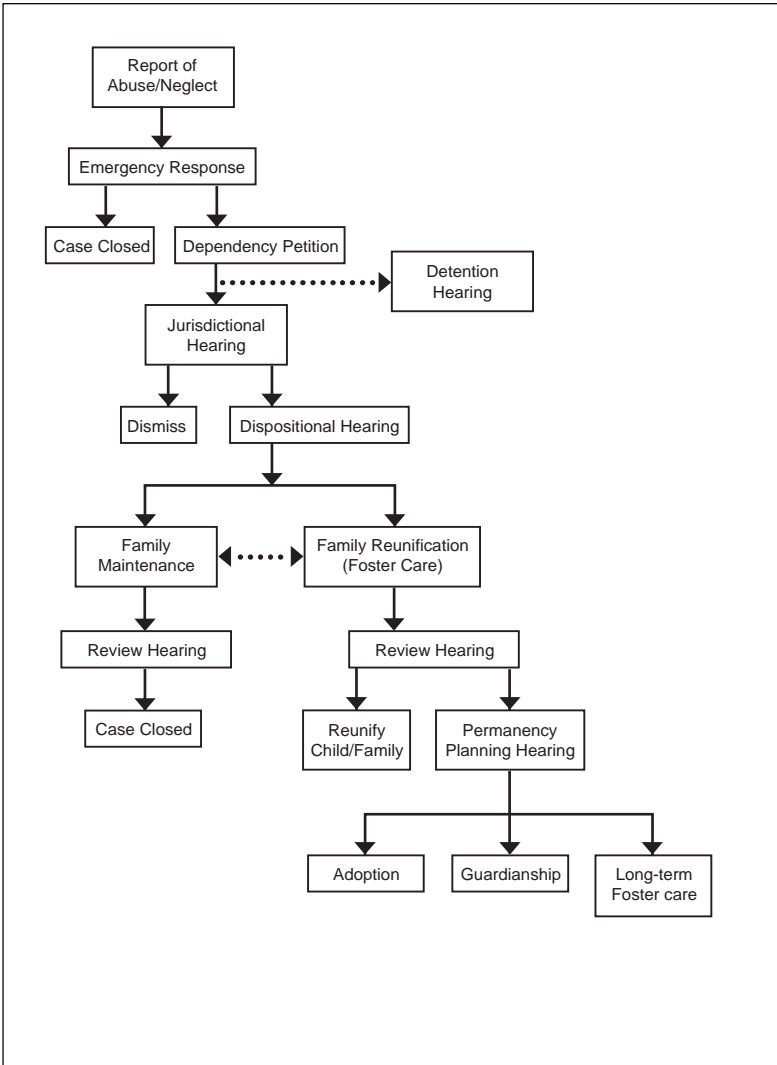 Report of
Abuse/Neglect
Emergency Response
Case Closed
Dependency Petition
Detention
Hearing
Jurisdictional
Hearing
Dismiss
Dispositional Hearing
Family
Maintenance
Family Reunification
(Foster Care)
Review Hearing
Review Hearing
Case Closed
Reunify
Child/Family
Permanency
Planning Hearing
Adoption
Guardianship
Long-term
Foster care